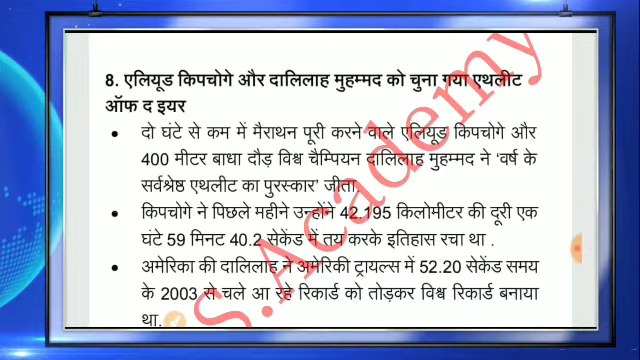 8. एलियूड किपचोगे और दालिलाह मुहम्मद को चुना गया एथलीट
ऑफ द इयर
• दो घंटे से कम में मैराथन पूरी करने वाले एलियूड किपचोगे और
400 मीटर बाधा दौड़ विश्व चैम्पियन दालिलाह मुहम्मद ने 'वर्ष के
सर्वश्रेष्ठ एथलीट का पुरस्कार' जीता.
• किपचोगे ने पिछले महीने उन्होंने 42.195 किलोमीटर की दूरी एक
घंटे 59 मिनट 40.2 सेकेंड में तय करके इतिहास रचा था .
• अमेरिका की दालिलाह ने अमेरिकी ट्रायल्स में 52.20 सेकेंड समय
के 2003 से चले आ रहे रिकार्ड को तोड़कर विश्व रिकार्ड बनाया
था.
S.Academy